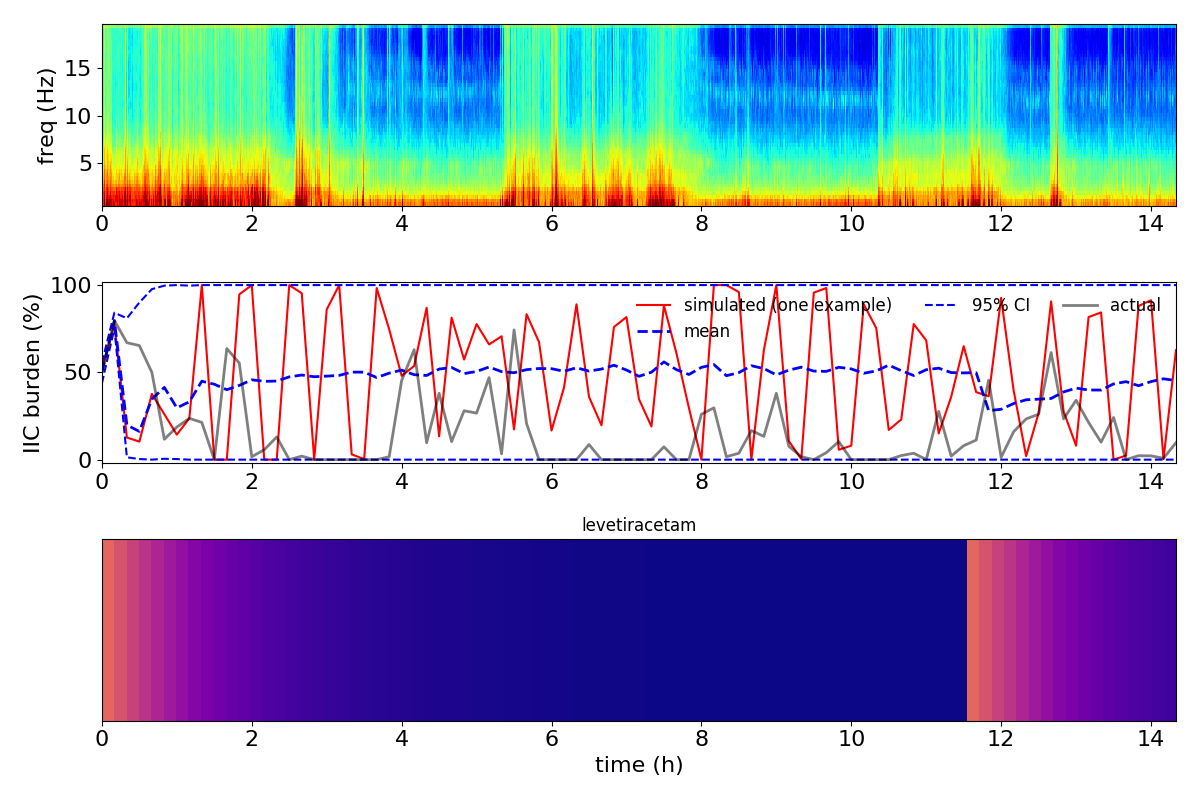 freq (Hz)
15
10
5
0 2 4 6 8 10 12 14
IIC burden (%)
100
50
0
simulated (one example) 95% CI actual
mean
0 2 4 6 8 10 12 14
levetiracetam
0 2 4 6 8 10 12 14
time (h)